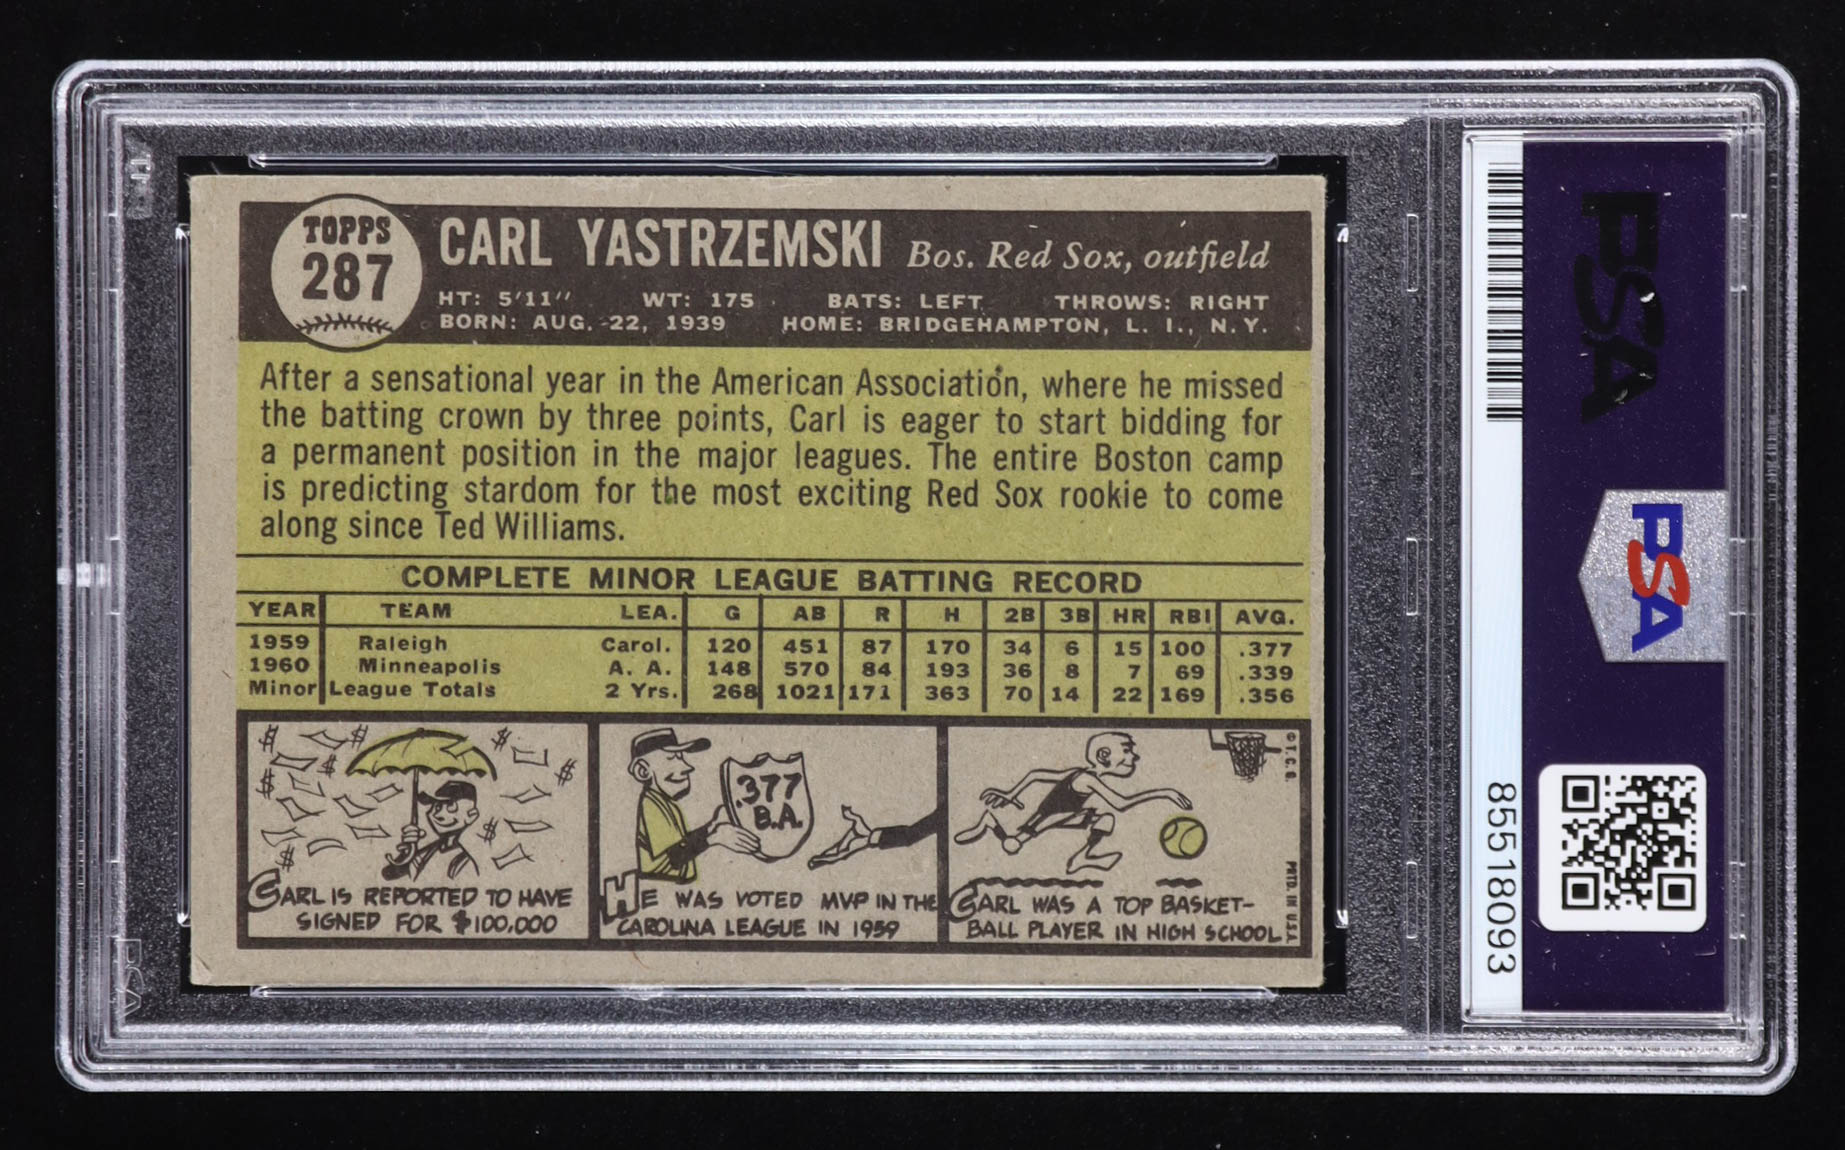 TOPPS
287
CARL YASTRZEMSKI Bos. Red Sox, outfield
HT: 5'11" WT: 175 BATS: LEFT THROWS: RIGHT
BORN: AUG. 22, 1939 HOME: BRIDGEHAMPTON, L. I., N. Y.
After a sensational year in the American Association, where he missed
the batting crown by three points, Carl is eager to start bidding for
a permanent position in the major leagues. The entire Boston camp
is predicting stardom for the most exciting Red Sox rookie to come
along since Ted Williams.
COMPLETE MINOR LEAGUE BATTING RECORD
YEAR TEAM LEA. G AB R H 2B 3B HR RBI AVG.
1959 Raleigh Carol. 120 451 87 170 34 6 15 100 .377
1960 Minneapolis A. A. 148 570 84 193 36 8 7 69 .339
Minor League Totals 2 Yrs. 268 1021 171 363 70 14 22 169 .356
$ $ $ $ $ $ $ $
CARL IS REPORTED TO HAVE
SIGNED FOR $100,000
.377
B.A.
HE WAS VOTED MVP IN THE
CAROLINA LEAGUE IN 1959
CARL WAS A TOP BASKET-
BALL PLAYER IN HIGH SCHOOL
© T. C. G.
PRTD. IN U.S.A.
PSA
PSA
85518093
PSA